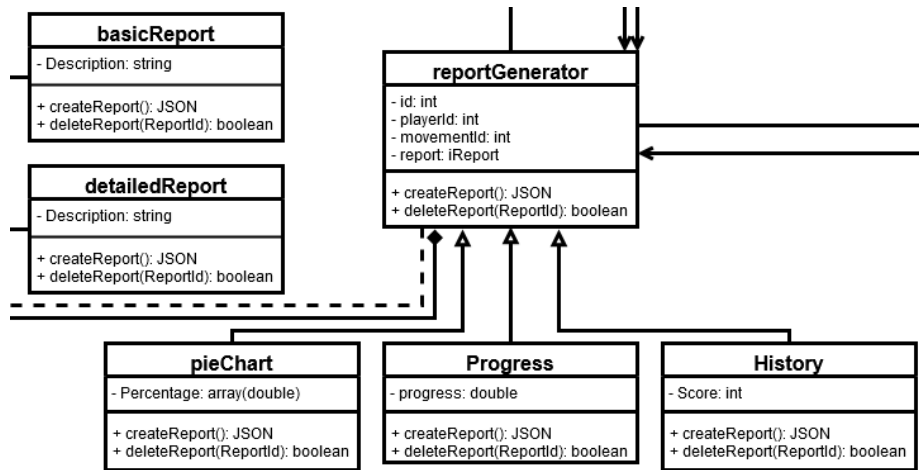 basicReport
- Description: string
+ createReport(): JSON
+ deleteReport(ReportId): boolean
reportGenerator
- id: int
- playerId: int
- movementId: int
- report: iReport
+ createReport(): JSON
+ deleteReport(ReportId): boolean
detailedReport
- Description: string
+ createReport(): JSON
+ deleteReport(ReportId): boolean
pieChart
- Percentage: array(double)
+ createReport(): JSON
+ deleteReport(ReportId): boolean
Progress
- progress: double
+ createReport(): JSON
+ deleteReport(ReportId): boolean
History
- Score: int
+ createReport(): JSON
+ deleteReport(ReportId): boolean